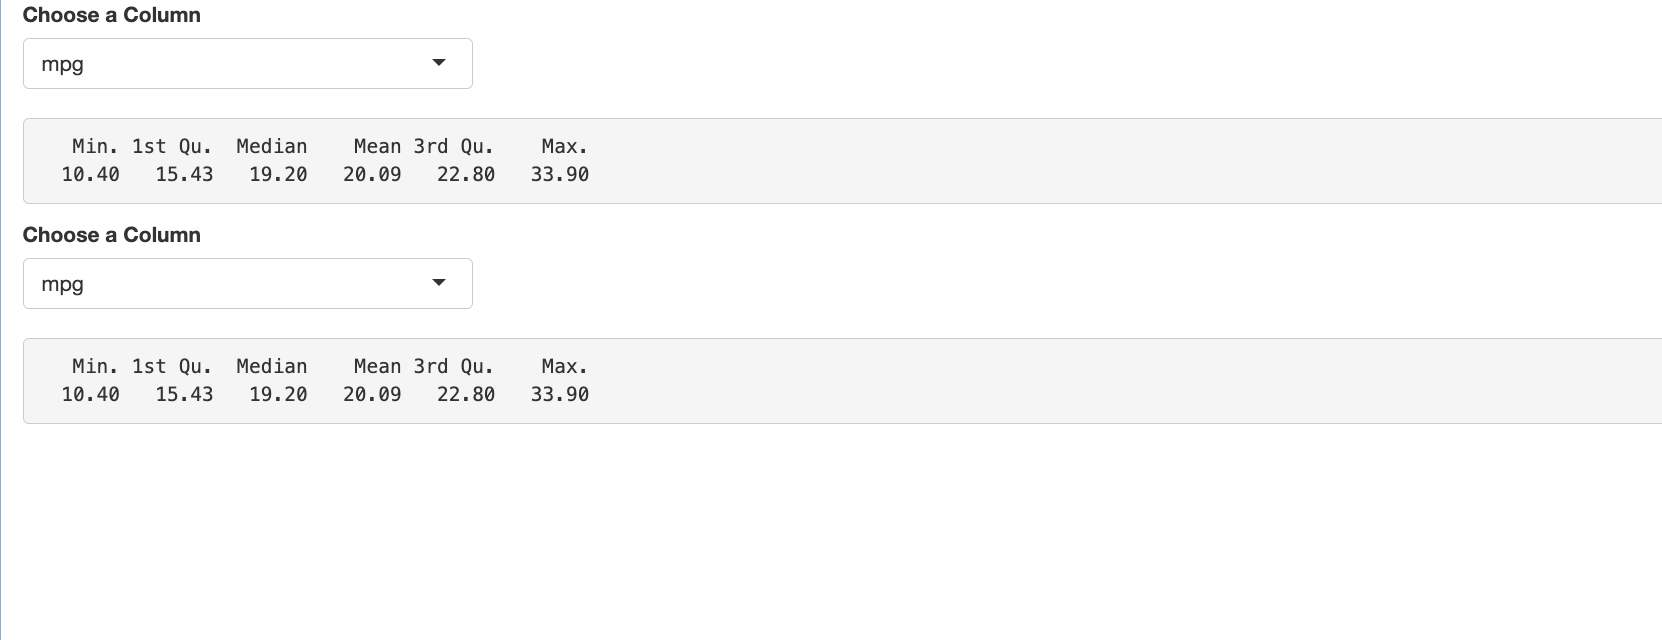 Choose a Column
mpg
Min. 1st Qu. Median Mean 3rd Qu. Max.
10.40 15.43 19.20 20.09 22.80 33.90
Choose a Column
mpg
Min. 1st Qu. Median Mean 3rd Qu. Max.
10.40 15.43 19.20 20.09 22.80 33.90